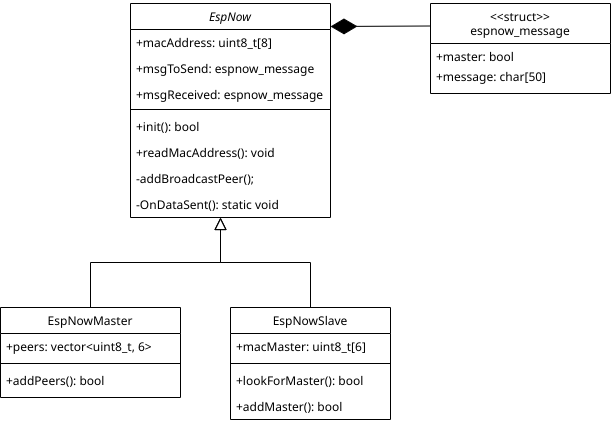 EspNow
+macAddress: uint8_t[8]
+msgToSend: espnow_message
+msgReceived: espnow_message
+init(): bool
+readMacAddress(): void
-addBroadcastPeer();
-OnDataSent(): static void
<<struct>>
espnow_message
+master: bool
+message: char[50]
EspNowMaster
+peers: vector<uint8_t, 6>
+addPeers(): bool
EspNowSlave
+macMaster: uint8_t[6]
+lookForMaster(): bool
+addMaster(): bool